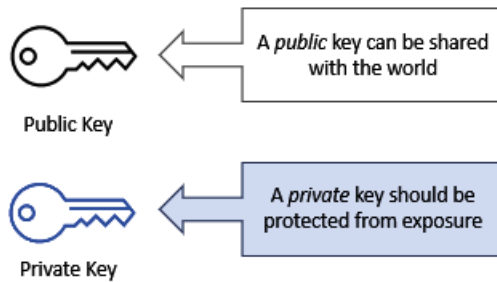 A public key can be shared
with the world
Public Key
A private key should be
protected from exposure
Private Key